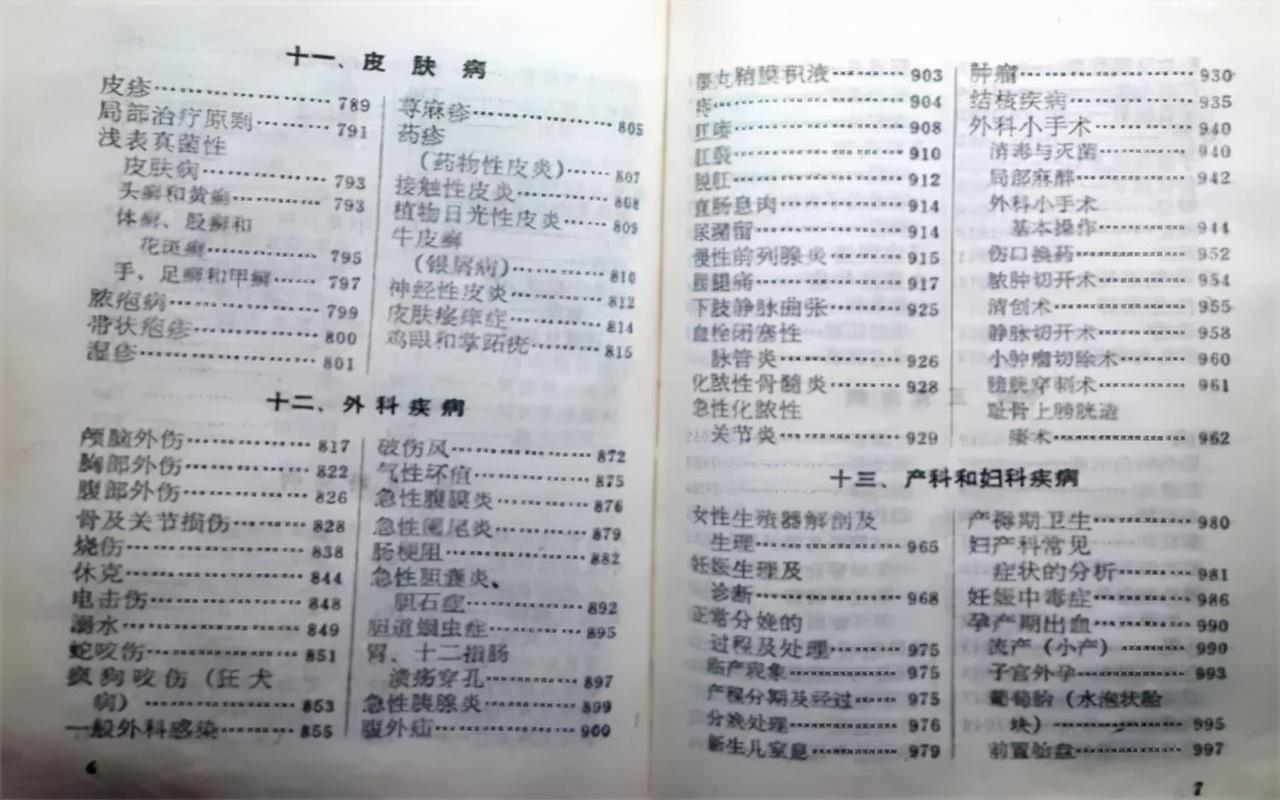 十一、皮肤病
皮疹 789
局部治疗原则 791
浅表真菌性
皮肤病 793
头癣和黄癣 793
体癣、股癣和
花斑癣 795
手、足癣和甲癣 797
脓疱病 799
带状疱疹 800
湿疹 801
荨麻疹 805
药疹
(药物性皮炎) 807
接触性皮炎 808
植物日光性皮炎 809
牛皮癣
(银屑病) 810
神经性皮炎 812
皮肤瘙痒症 814
鸡眼和掌跖疣 815
十二、外科疾病
颅脑外伤 817
胸部外伤 822
腹部外伤 826
骨及关节损伤 828
烧伤 838
休克 844
电击伤 848
溺水 849
蛇咬伤 851
疯狗咬伤(狂犬
病) 853
一般外科感染 855
破伤风 872
气性坏疽 875
急性腹膜炎 876
急性阑尾炎 879
肠梗阻 882
急性胆囊炎、
胆石症 892
胆道蛔虫症 895
胃、十二指肠
溃疡穿孔 897
急性胰腺炎 899
腹外疝 900
6
睾丸鞘膜积液 903
痔 904
肛瘘 908
肛裂 910
脱肛 912
直肠息肉 914
尿潴留 914
慢性前列腺炎 915
腰腿痛 917
下肢静脉曲张 925
血栓闭塞性
脉管炎 926
化脓性骨髓炎 928
急性化脓性
关节炎 929
肿瘤 930
结核疾病 935
外科小手术 940
消毒与灭菌 940
局部麻醉 942
外科小手术
基本操作 944
伤口换药 952
脓肿切开术 954
清创术 955
静脉切开术 958
小肿瘤切除术 960
膀胱穿刺术 961
耻骨上膀胱造
瘘术 962
十三、产科和妇科疾病
女性生殖器解剖及
生理 965
妊娠生理及
诊断 968
正常分娩的
过程及处理 975
临产现象 975
产程分期及经过 975
分娩处理 976
新生儿窒息 979
产褥期卫生 980
妇产科常见
症状的分析 981
妊娠中毒症 986
孕产期出血 990
流产(小产) 990
子宫外孕 993
葡萄胎(水泡状胎
块) 995
前置胎盘 997
7